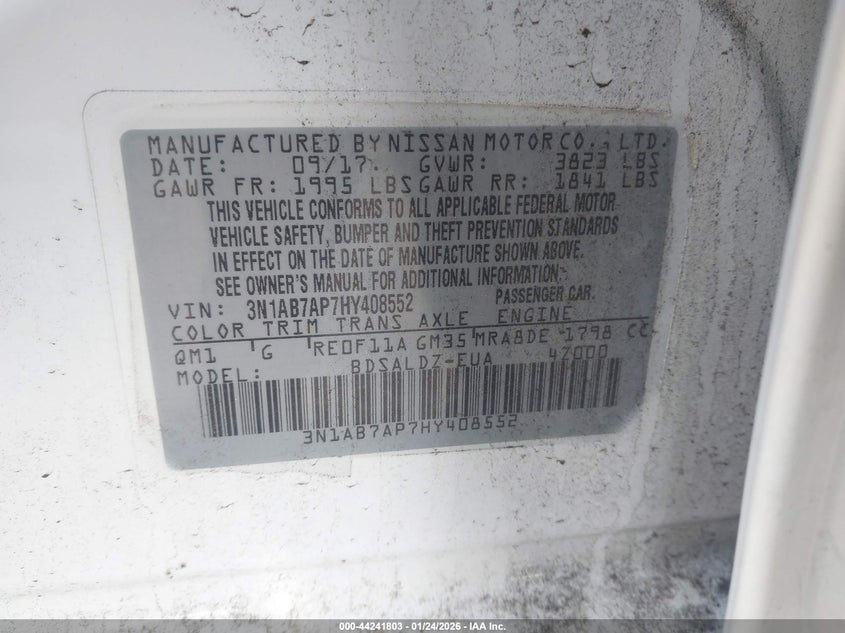 MANUFACTURED BY NISSAN MOTOR CO., LTD.
DATE: 09/17. GVWR: 3823 LBS
GAWR FR: 1995 LBS GAWR RR: 1841 LBS
THIS VEHICLE CONFORMS TO ALL APPLICABLE FEDERAL MOTOR
VEHICLE SAFETY, BUMPER AND THEFT PREVENTION STANDARDS
IN EFFECT ON THE DATE OF MANUFACTURE SHOWN ABOVE.
SEE OWNER'S MANUAL FOR ADDITIONAL INFORMATION.
VIN: 3N1AB7AP7HY408552 PASSENGER CAR.
COLOR TRIM TRANS AXLE ENGINE
QM1 G RE0F11A GM35 MRA8DE 1798 CC
MODEL: BDSALDZ-EUA 47000
3N1AB7AP7HY408552
000-44241803 — 01/24/2026 — IAA Inc.